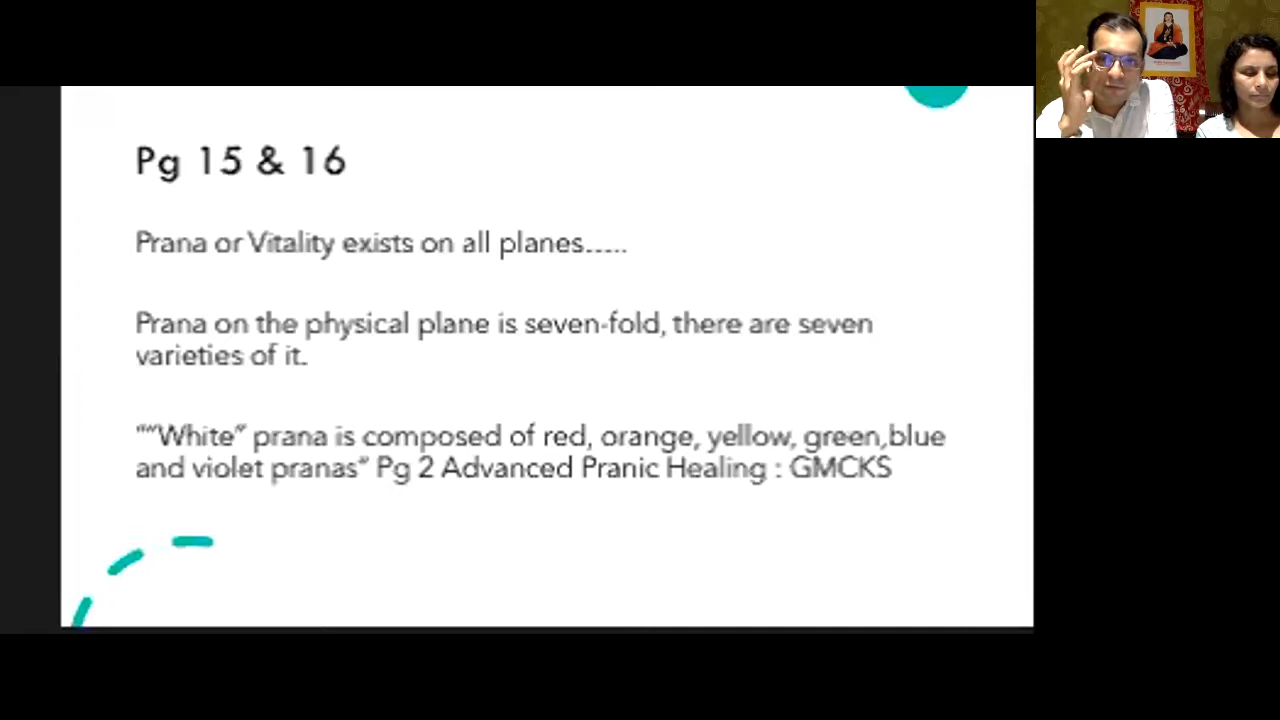 Pg 15 & 16
Prana or Vitality exists on all planes.....
Prana on the physical plane is seven-fold, there are seven
varieties of it.
"“White” prana is composed of red, orange, yellow, green,blue
and violet pranas” Pg 2 Advanced Pranic Healing : GMCKS